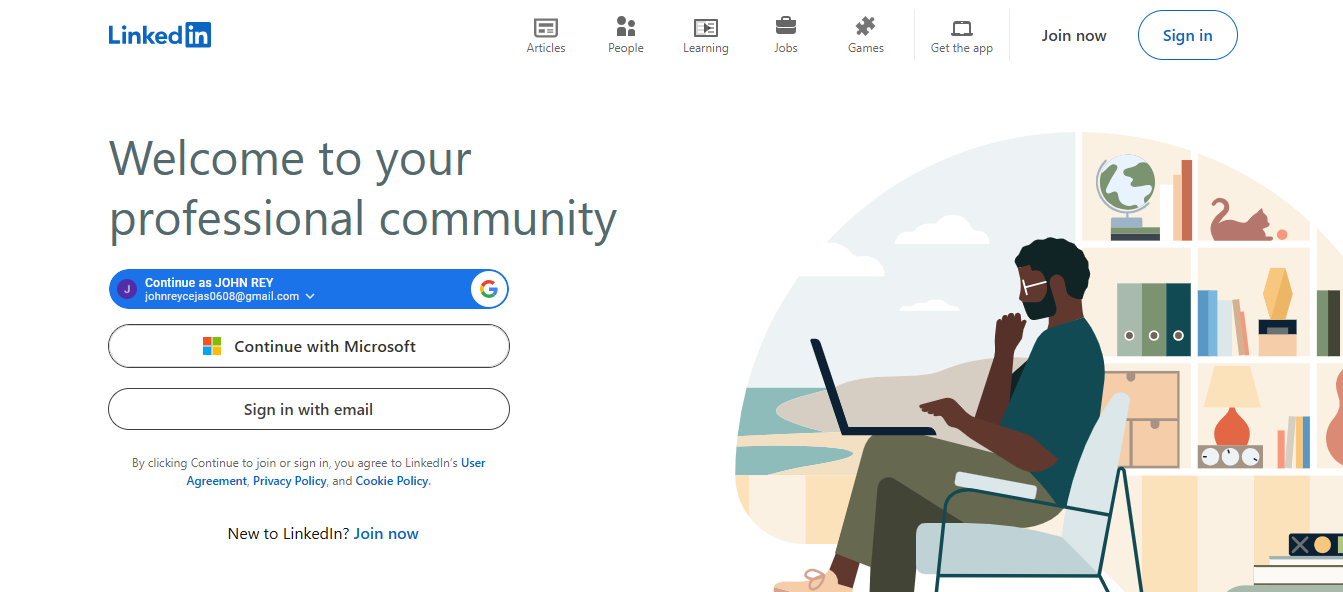 LinkedIn
Articles
People
Learning
Jobs
Games
Get the app
Join now
Sign in
Welcome to your
professional community
J
Continue as JOHN REY
johnreycejas0608@gmail.com
Continue with Microsoft
Sign in with email
By clicking Continue to join or sign in, you agree to LinkedIn's User
Agreement, Privacy Policy, and Cookie Policy.
New to LinkedIn? Join now